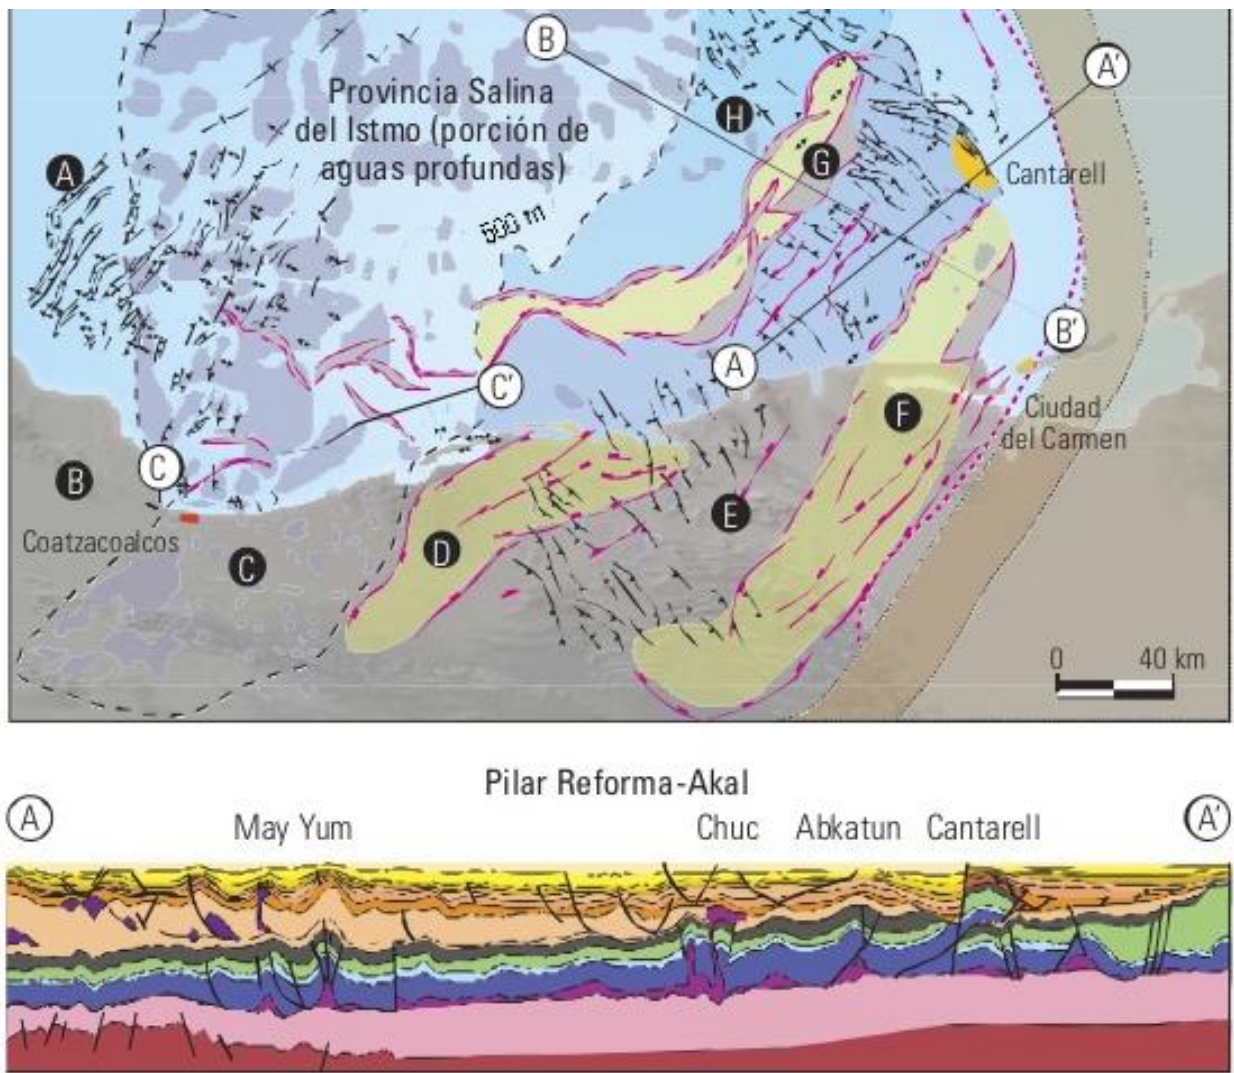 B
A'
Provincia Salina
del Istmo (porción de
aguas profundas)
H
A
G
Cantarell
500 m
B'
A
C'
Ciudad
del Carmen
F
C
B
E
Coatzacoalcos
D
C
0 40 km
Pilar Reforma-Akal
A
May Yum
Chuc
Abkatun
Cantarell
A'